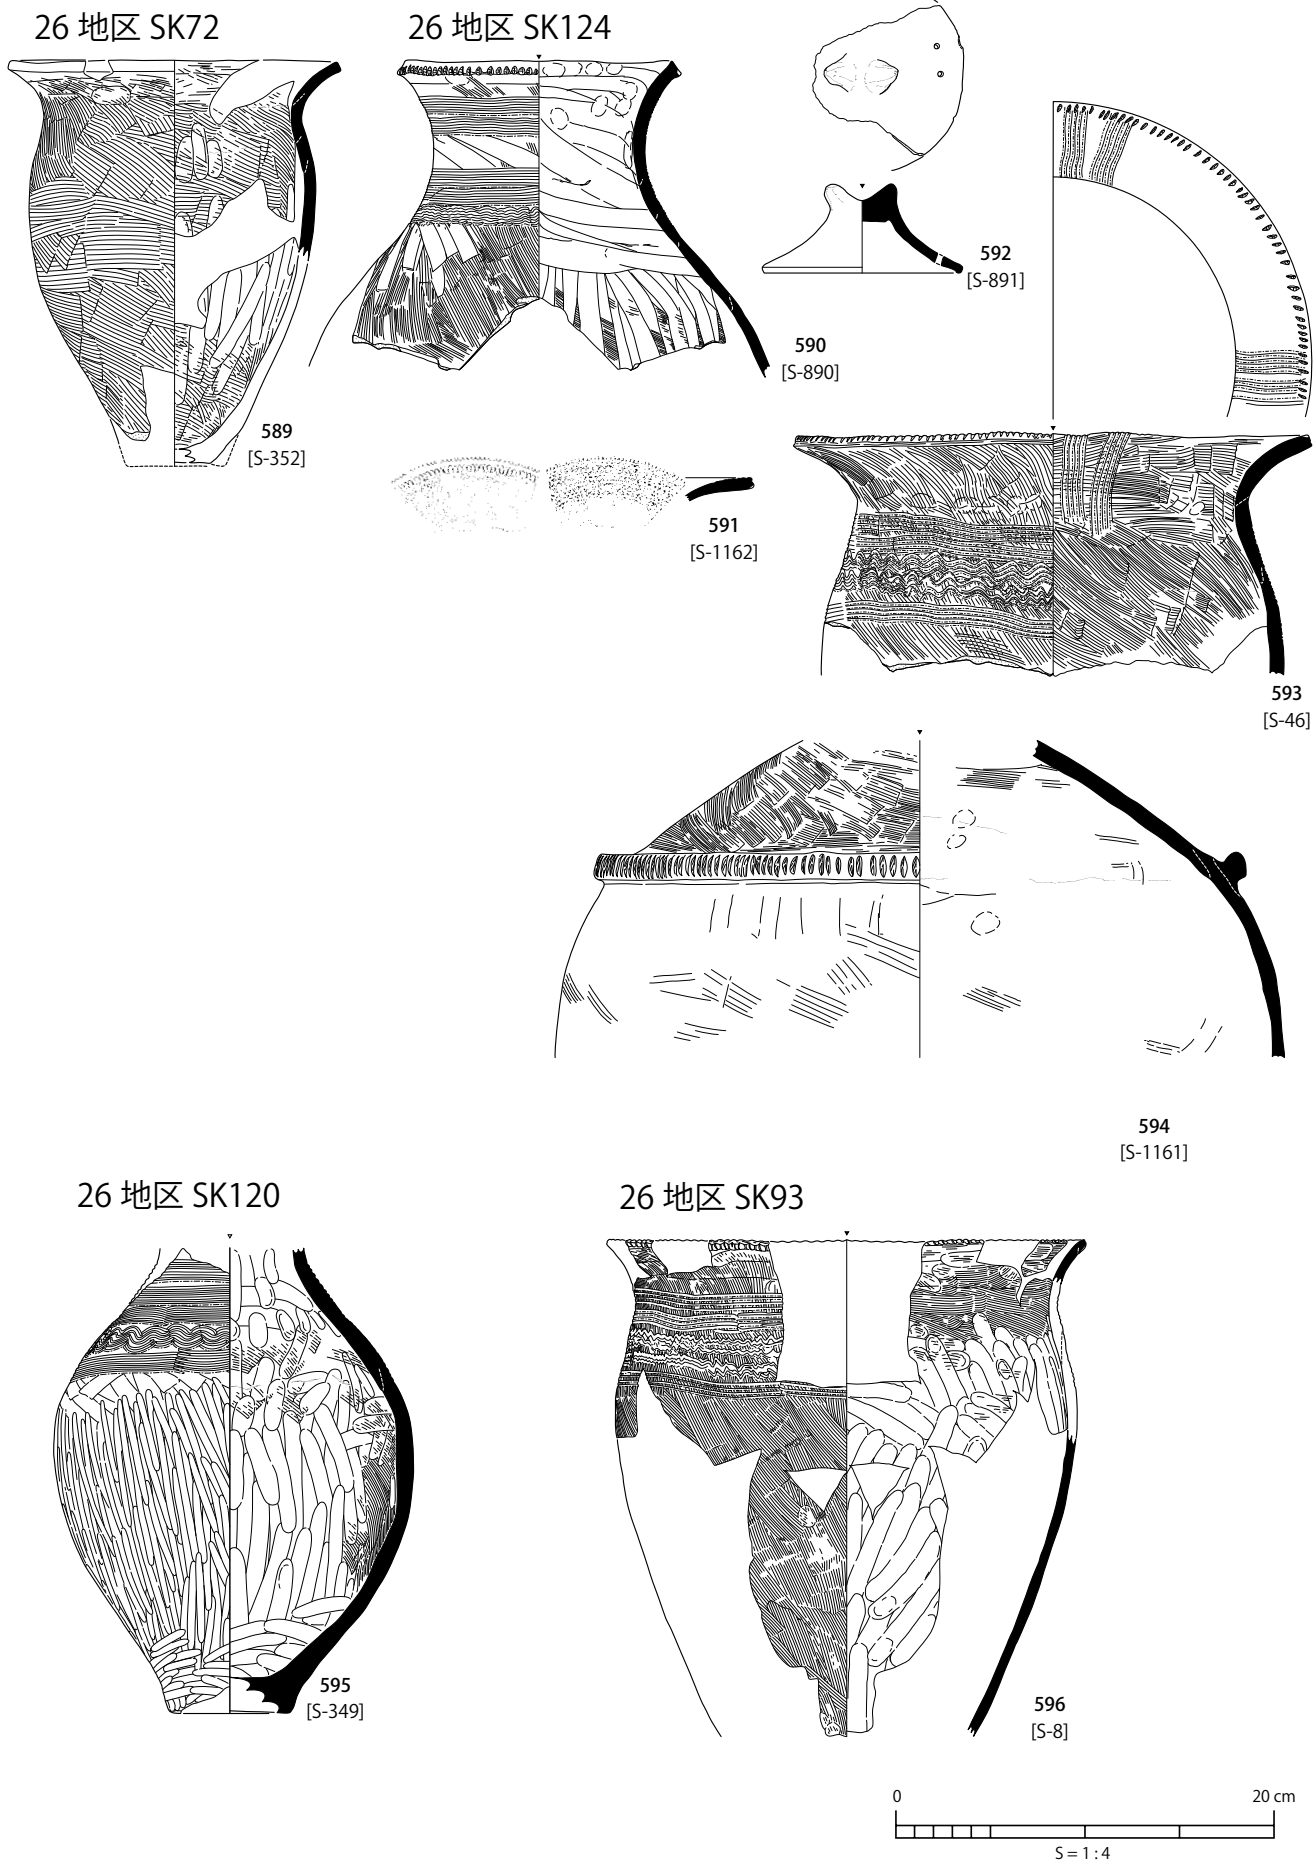 26 地区 SK72
26 地区 SK124
592
[S-891]
590
[S-890]
589
[S-352]
591
[S-1162]
593
[S-46]
594
[S-1161]
26 地区 SK120
26 地区 SK93
595
[S-349]
596
[S-8]
0 20 cm
S = 1 : 4